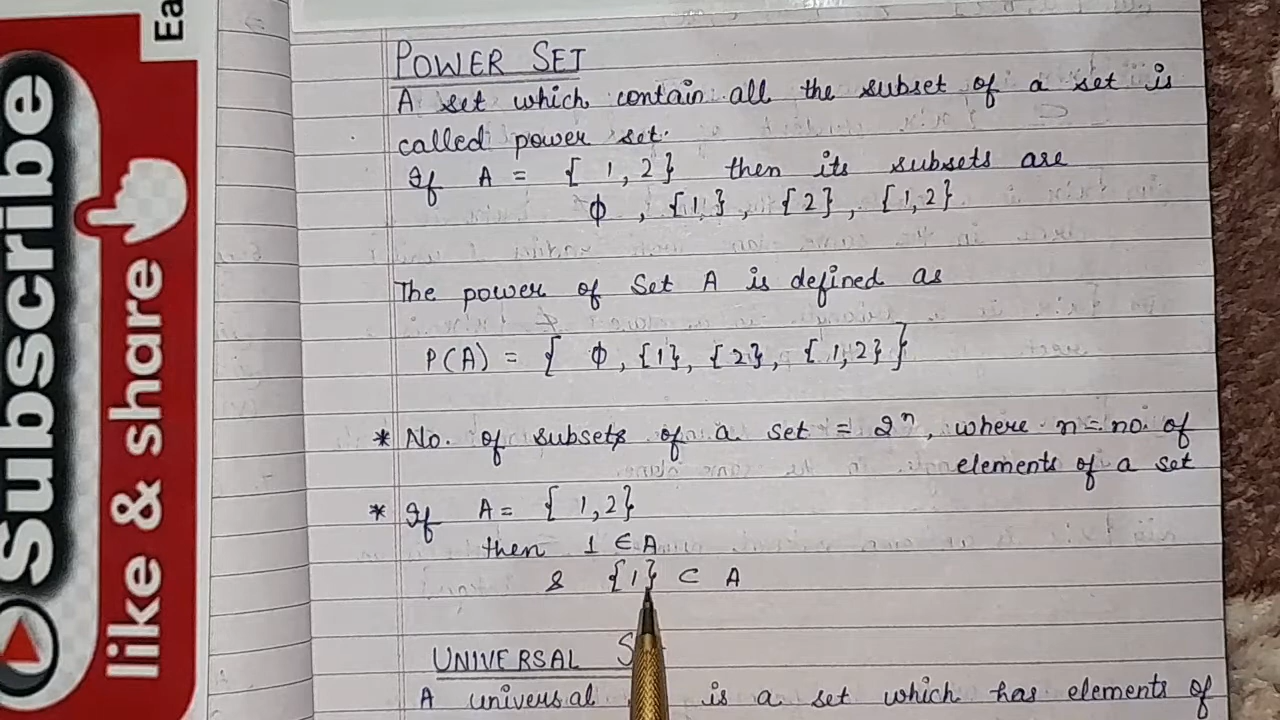 Ea
Subscribe
like & share
POWER SET
A set which contain all the subset of a set is
called power set.
If A = { 1, 2 } then its subsets are
ϕ , {1} , {2} , {1,2}
The power of Set A is defined as
P(A) = { ϕ , {1}, {2}, {1,2} }
* No. of subsets of a set = 2ⁿ, where n = no. of
elements of a set
* If A = { 1, 2 }
then 1 ∈ A
& {1} ⊂ A
UNIVERSAL
A universal is a set which has elements of